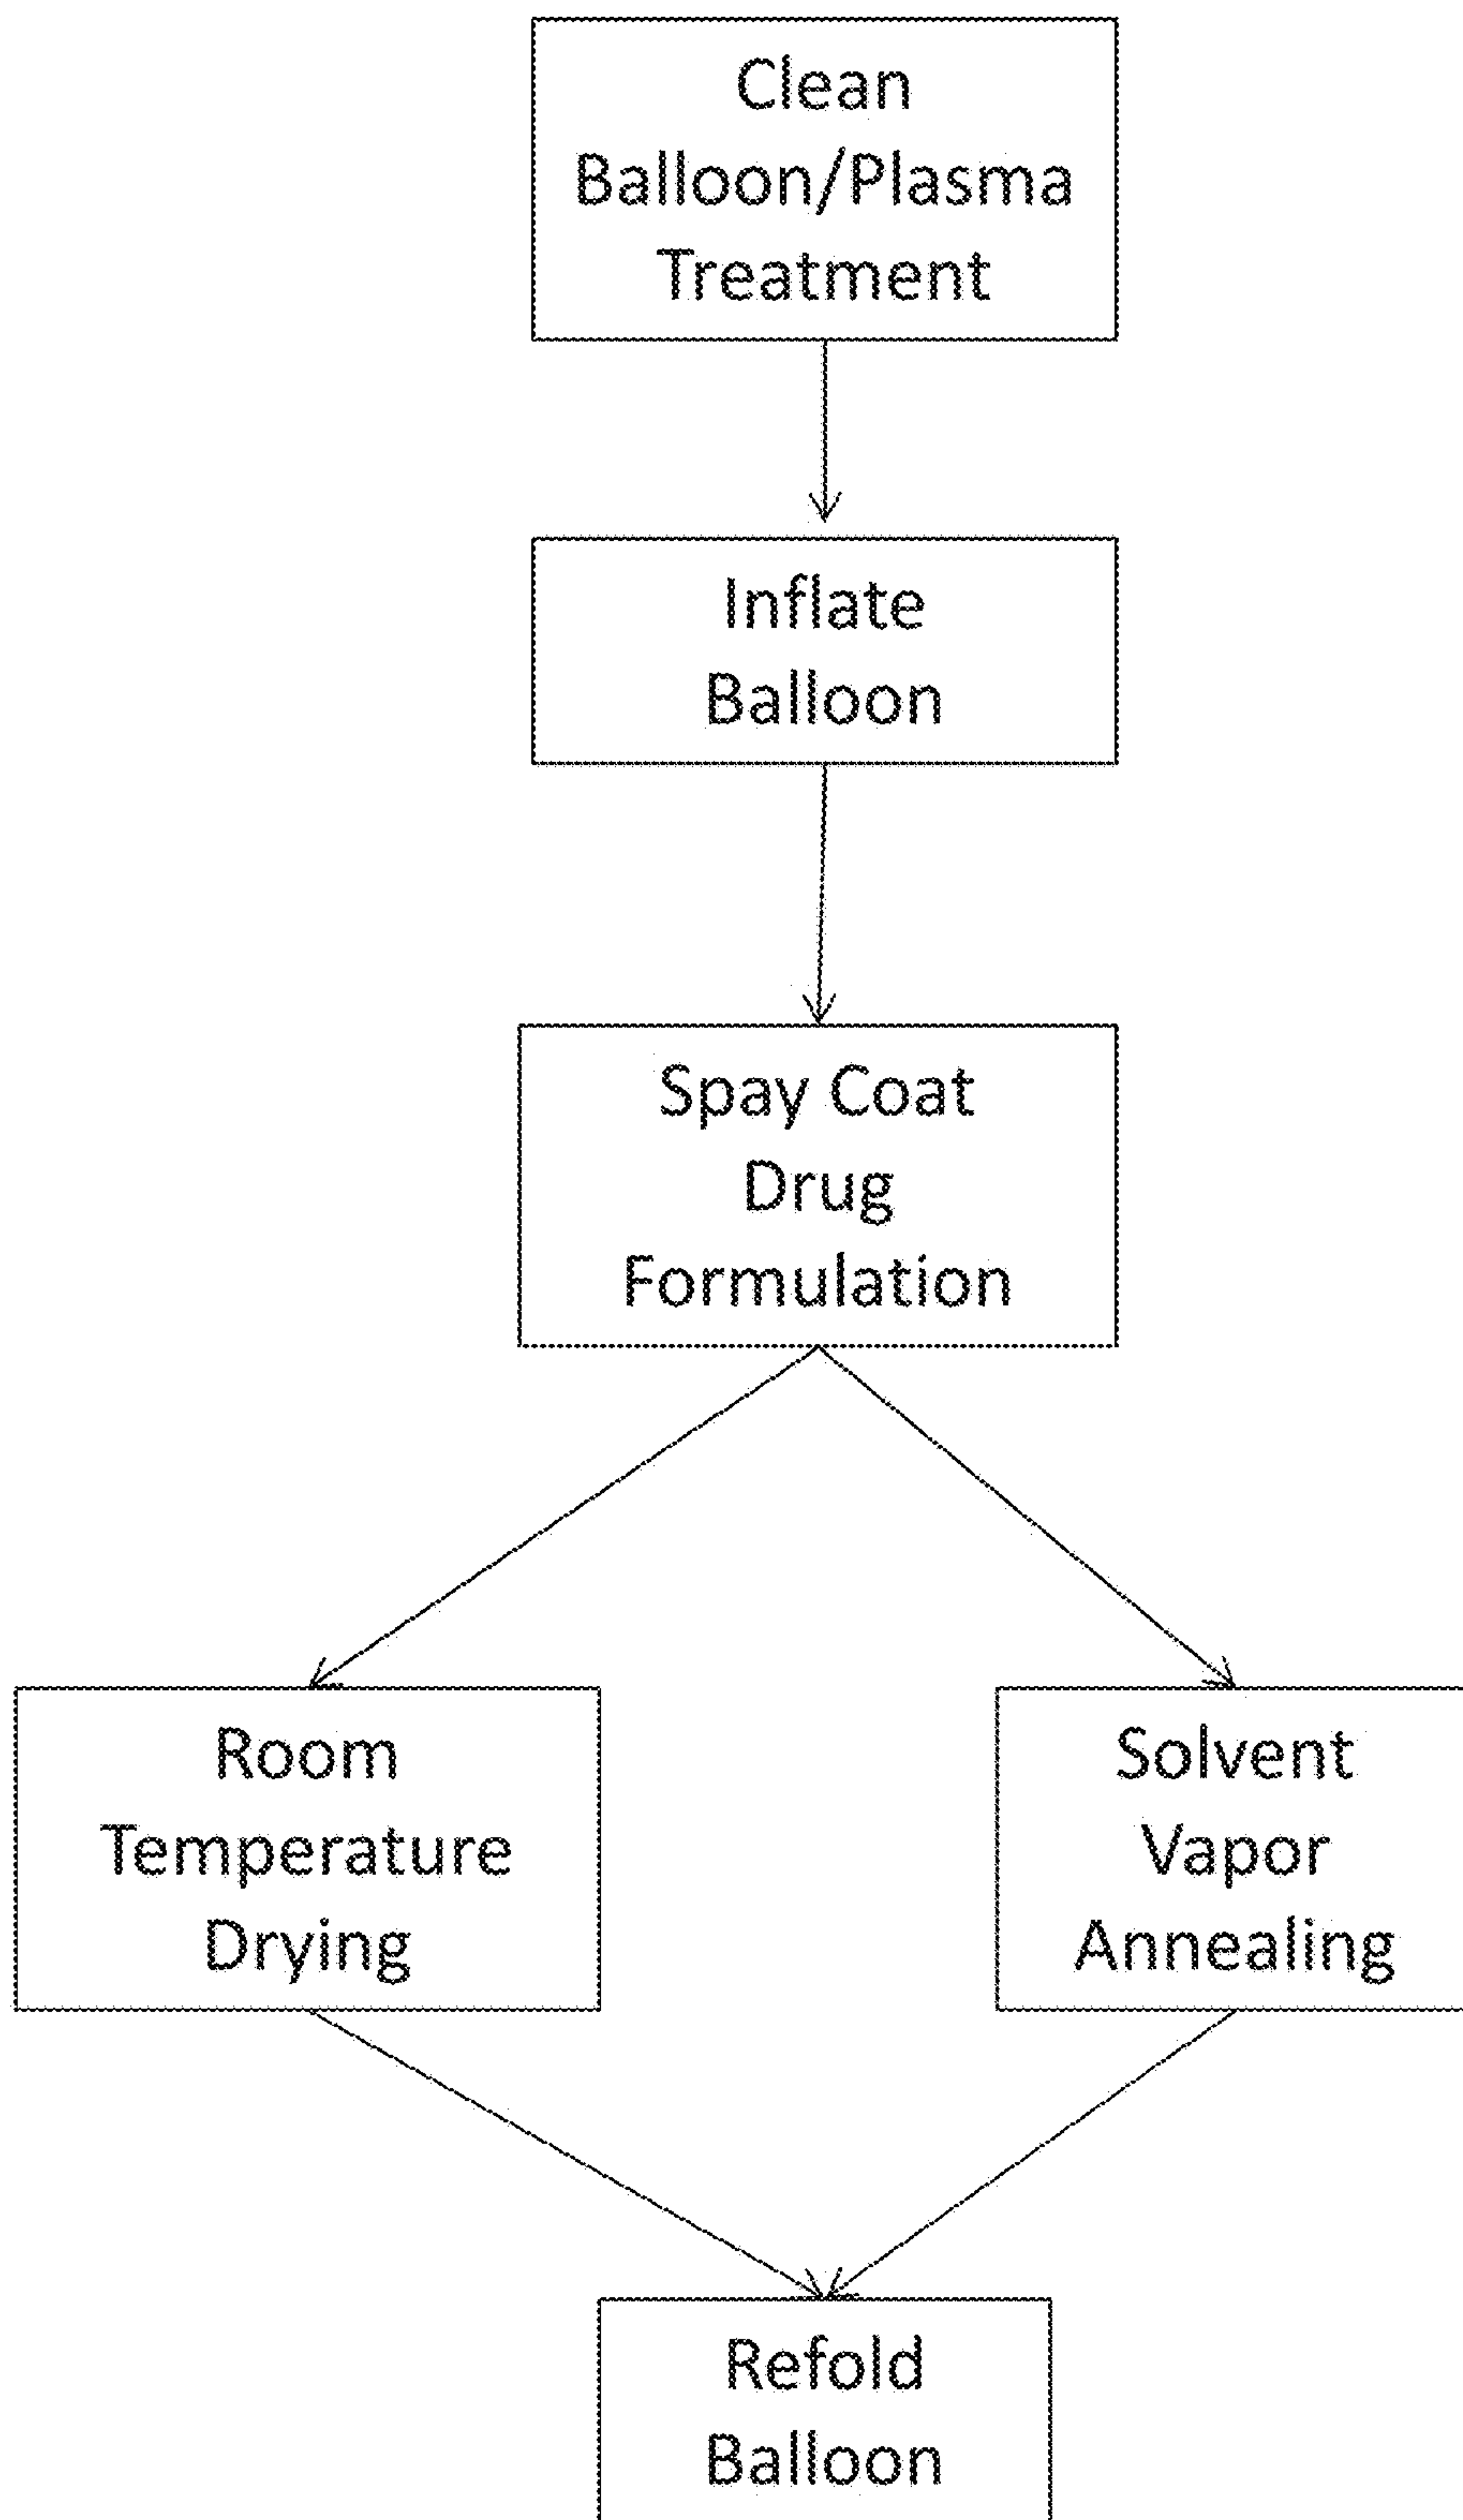 Clean
Balloon/Plasma
Treatment
Inflate
Balloon
Spay Coat
Drug
Formulation
Room
Temperature
Drying
Solvent
Vapor
Annealing
Refold
Balloon